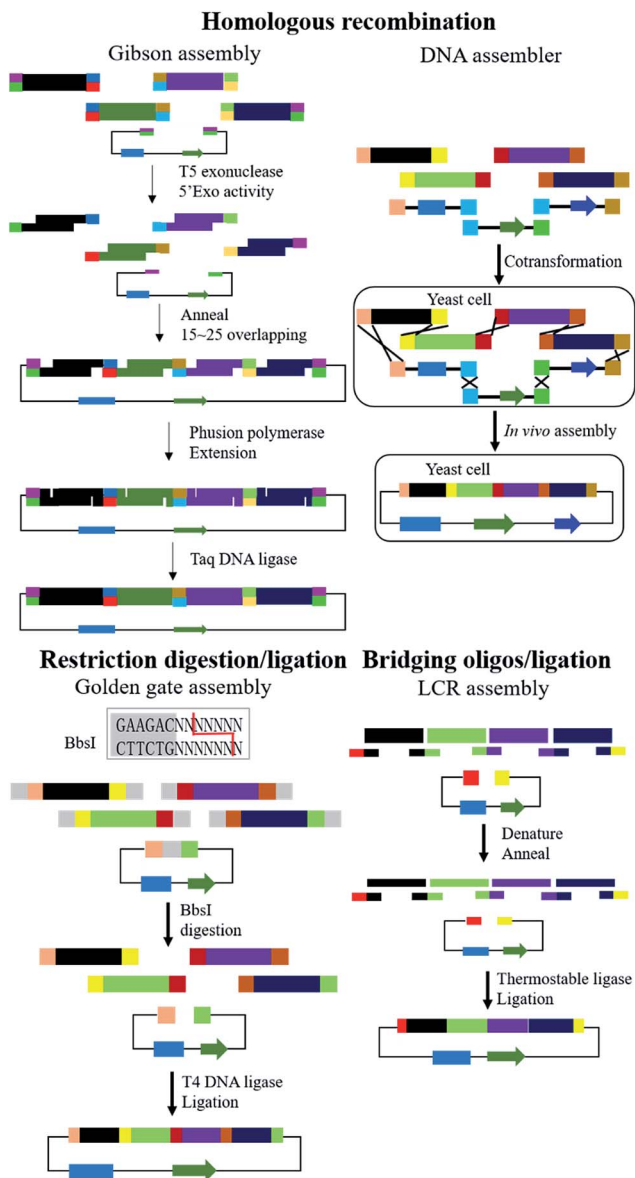 Homologous recombination
Gibson assembly
T5 exonuclease
5'Exo activity
Anneal
15~25 overlapping
Phusion polymerase
Extension
Taq DNA ligase
DNA assembler
Cotransformation
Yeast cell
In vivo assembly
Yeast cell
Restriction digestion/ligation
Golden gate assembly
BbsI
GAAGACNNNNNNN
CTTCTGNNNNNNN
BbsI
digestion
T4 DNA ligase
Ligation
Bridging oligos/ligation
LCR assembly
Denature
Anneal
Thermostable ligase
Ligation